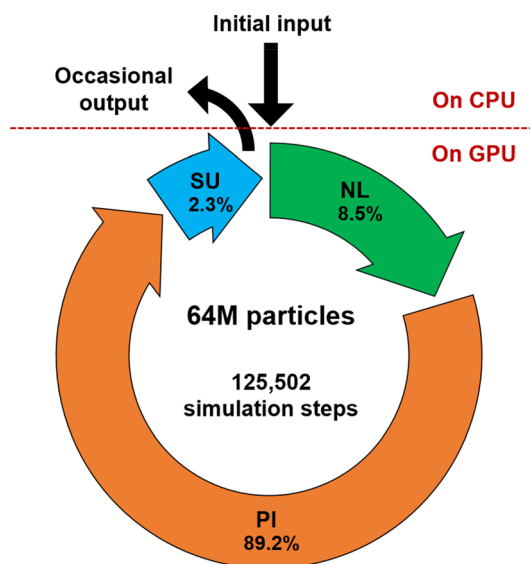 Initial input
Occasional
output
On CPU
On GPU
SU
2.3%
NL
8.5%
64M particles
125,502
simulation steps
PI
89.2%